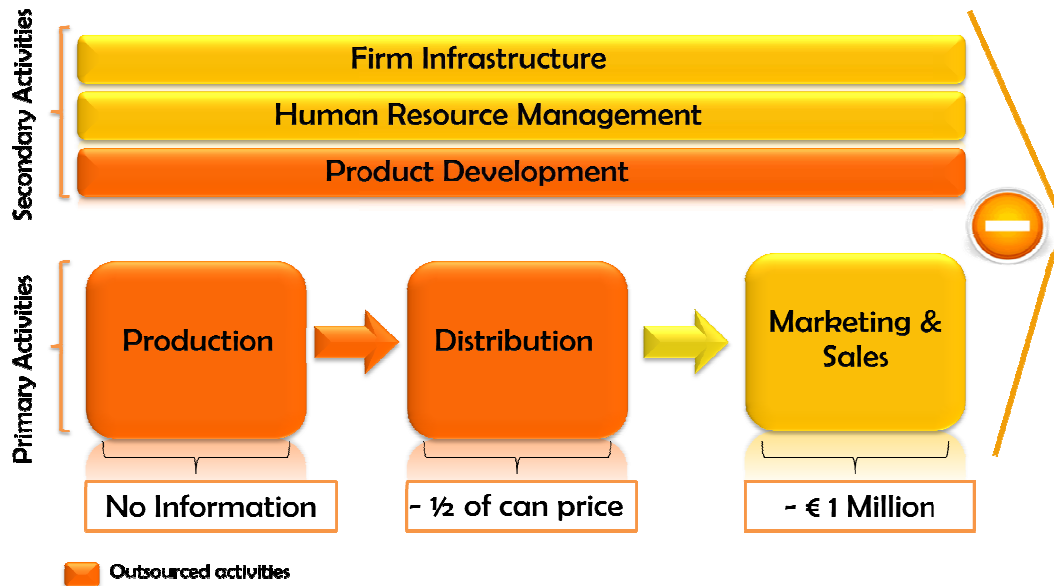 Secondary Activities
Firm Infrastructure
Human Resource Management
Product Development
Primary Activities
Production
Distribution
Marketing &
Sales
No Information
- ½ of can price
- € 1 Million
Outsourced activities